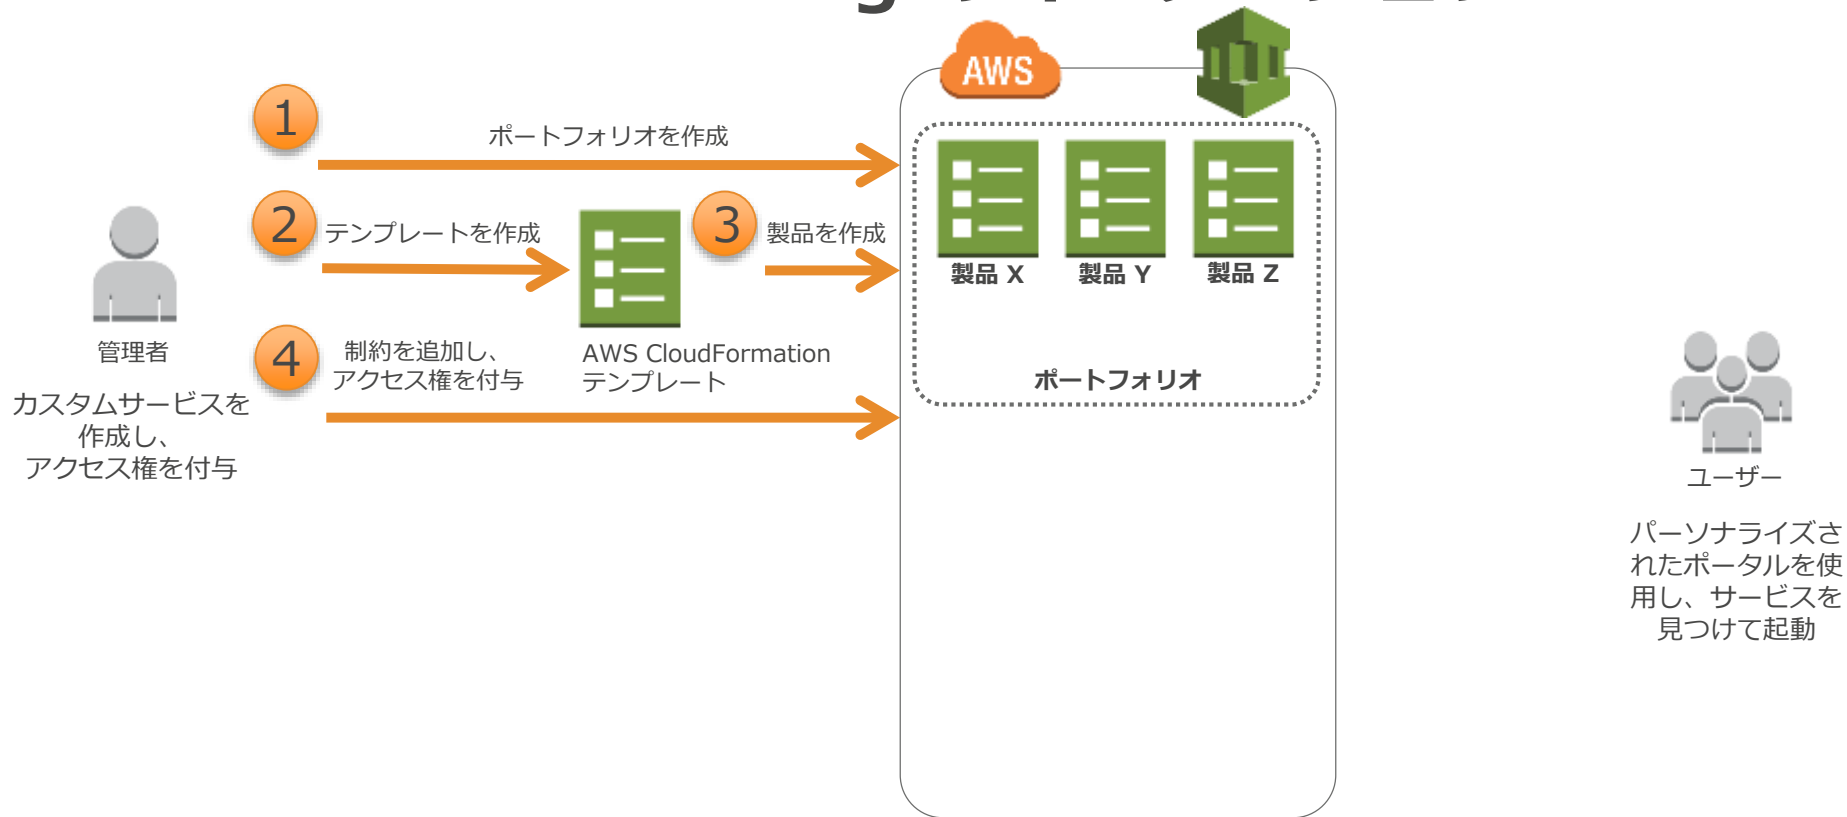 AWS
1
ポートフォリオを作成
2
テンプレートを作成
3
製品を作成
製品 X
製品 Y
製品 Z
ポートフォリオ
管理者
カスタムサービスを
作成し、
アクセス権を付与
4
制約を追加し、
アクセス権を付与
AWS CloudFormation
テンプレート
ユーザー
パーソナライズさ
れたポータルを使
用し、サービスを
見つけて起動